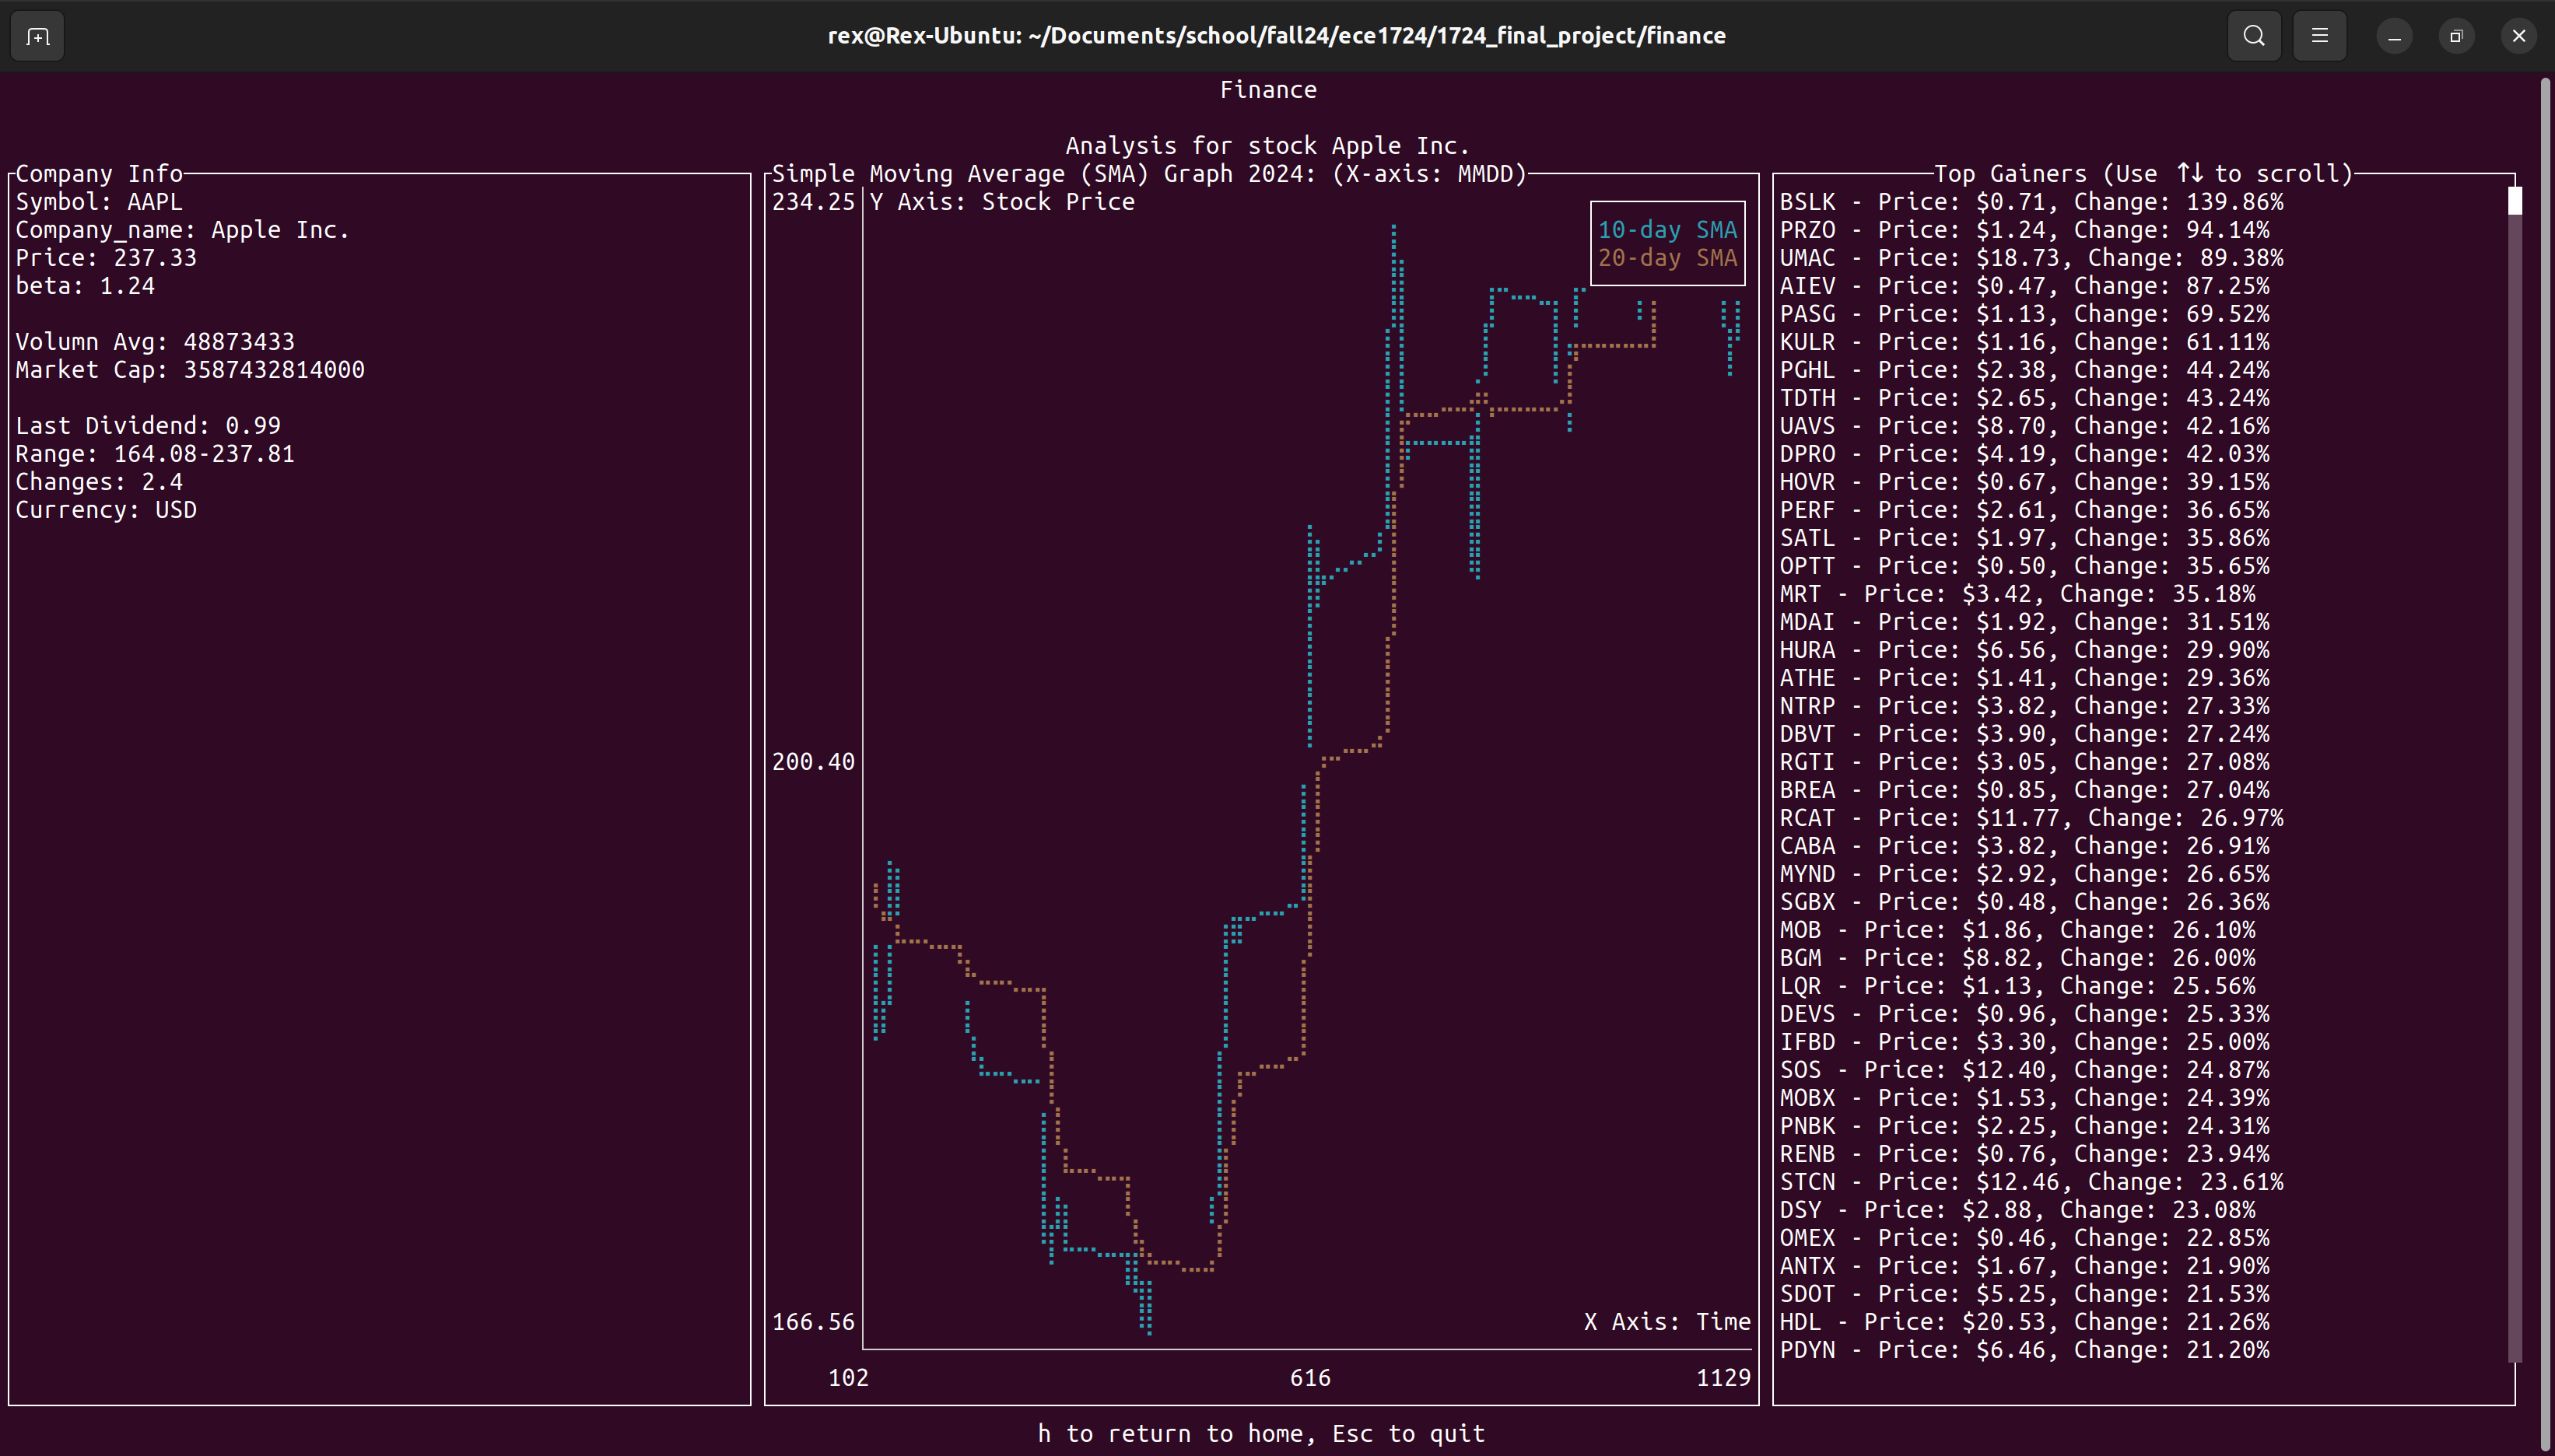 rex@Rex-Ubuntu: ~/Documents/school/fall24/ece1724/1724_final_project/finance
Finance
Analysis for stock Apple Inc.
Company Info
Symbol: AAPL
Company_name: Apple Inc.
Price: 237.33
beta: 1.24
Volumn Avg: 48873433
Market Cap: 3587432814000
Last Dividend: 0.99
Range: 164.08-237.81
Changes: 2.4
Currency: USD
Simple Moving Average (SMA) Graph 2024: (X-axis: MMDD)
234.25
Y Axis: Stock Price
10-day SMA
20-day SMA
200.40
166.56
X Axis: Time
102
616
1129
Top Gainers (Use ↑↓ to scroll)
BSLK - Price: $0.71, Change: 139.86%
PRZO - Price: $1.24, Change: 94.14%
UMAC - Price: $18.73, Change: 89.38%
AIEV - Price: $0.47, Change: 87.25%
PASG - Price: $1.13, Change: 69.52%
KULR - Price: $1.16, Change: 61.11%
PGHL - Price: $2.38, Change: 44.24%
TDTH - Price: $2.65, Change: 43.24%
UAVS - Price: $8.70, Change: 42.16%
DPRO - Price: $4.19, Change: 42.03%
HOVR - Price: $0.67, Change: 39.15%
PERF - Price: $2.61, Change: 36.65%
SATL - Price: $1.97, Change: 35.86%
OPTT - Price: $0.50, Change: 35.65%
MRT - Price: $3.42, Change: 35.18%
MDAI - Price: $1.92, Change: 31.51%
HURA - Price: $6.56, Change: 29.90%
ATHE - Price: $1.41, Change: 29.36%
NTRP - Price: $3.82, Change: 27.33%
DBVT - Price: $3.90, Change: 27.24%
RGTI - Price: $3.05, Change: 27.08%
BREA - Price: $0.85, Change: 27.04%
RCAT - Price: $11.77, Change: 26.97%
CABA - Price: $3.82, Change: 26.91%
MYND - Price: $2.92, Change: 26.65%
SGBX - Price: $0.48, Change: 26.36%
MOB - Price: $1.86, Change: 26.10%
BGM - Price: $8.82, Change: 26.00%
LQR - Price: $1.13, Change: 25.56%
DEVS - Price: $0.96, Change: 25.33%
IFBD - Price: $3.30, Change: 25.00%
SOS - Price: $12.40, Change: 24.87%
MOBX - Price: $1.53, Change: 24.39%
PNBK - Price: $2.25, Change: 24.31%
RENB - Price: $0.76, Change: 23.94%
STCN - Price: $12.46, Change: 23.61%
DSY - Price: $2.88, Change: 23.08%
OMEX - Price: $0.46, Change: 22.85%
ANTX - Price: $1.67, Change: 21.90%
SDOT - Price: $5.25, Change: 21.53%
HDL - Price: $20.53, Change: 21.26%
PDYN - Price: $6.46, Change: 21.20%
h to return to home, Esc to quit